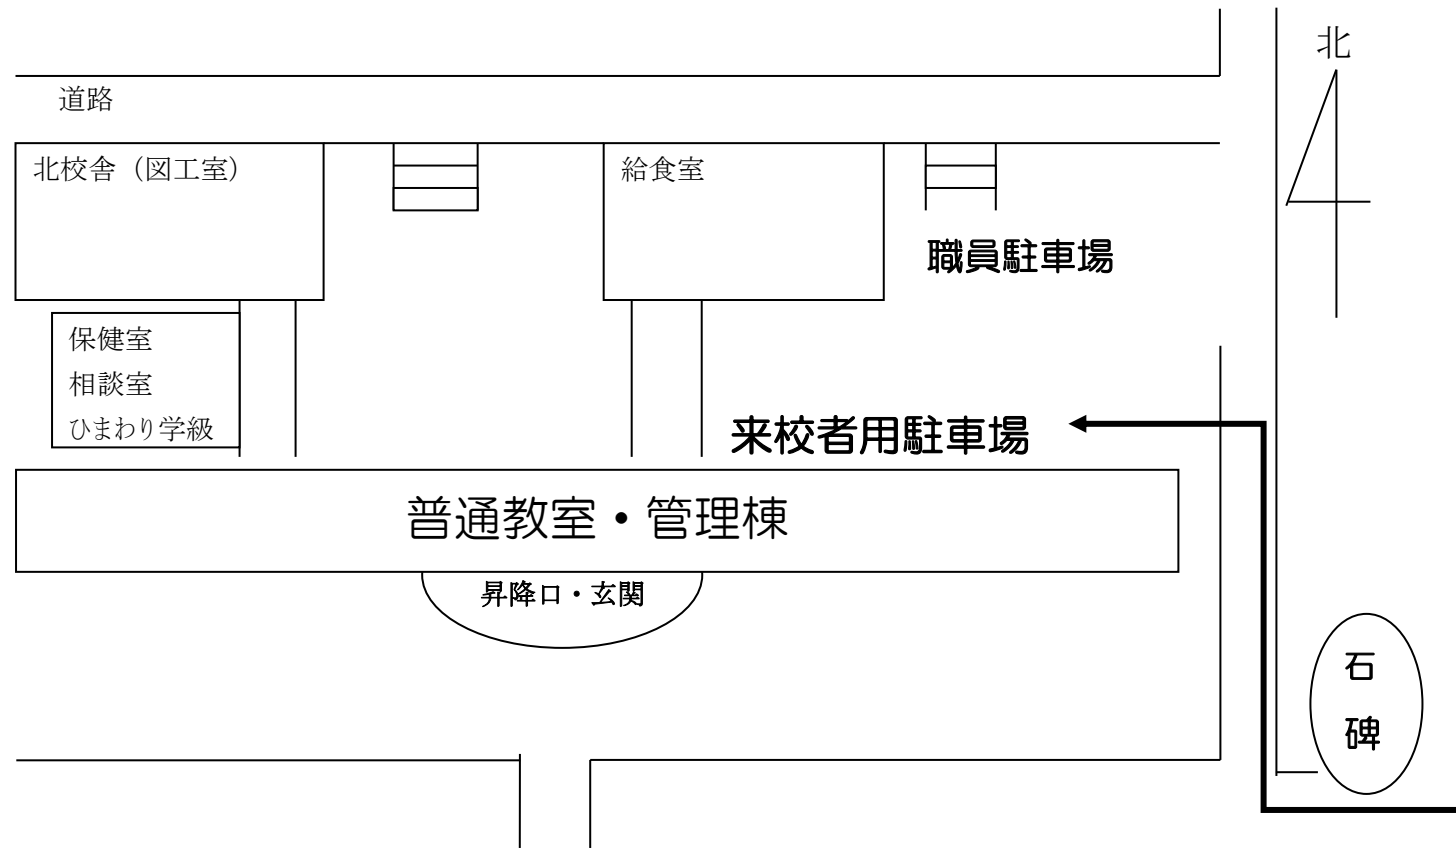 北
道路
北校舎（図工室）
給食室
職員駐車場
保健室
相談室
ひまわり学級
来校者用駐車場
普通教室・管理棟
昇降口・玄関
石
碑